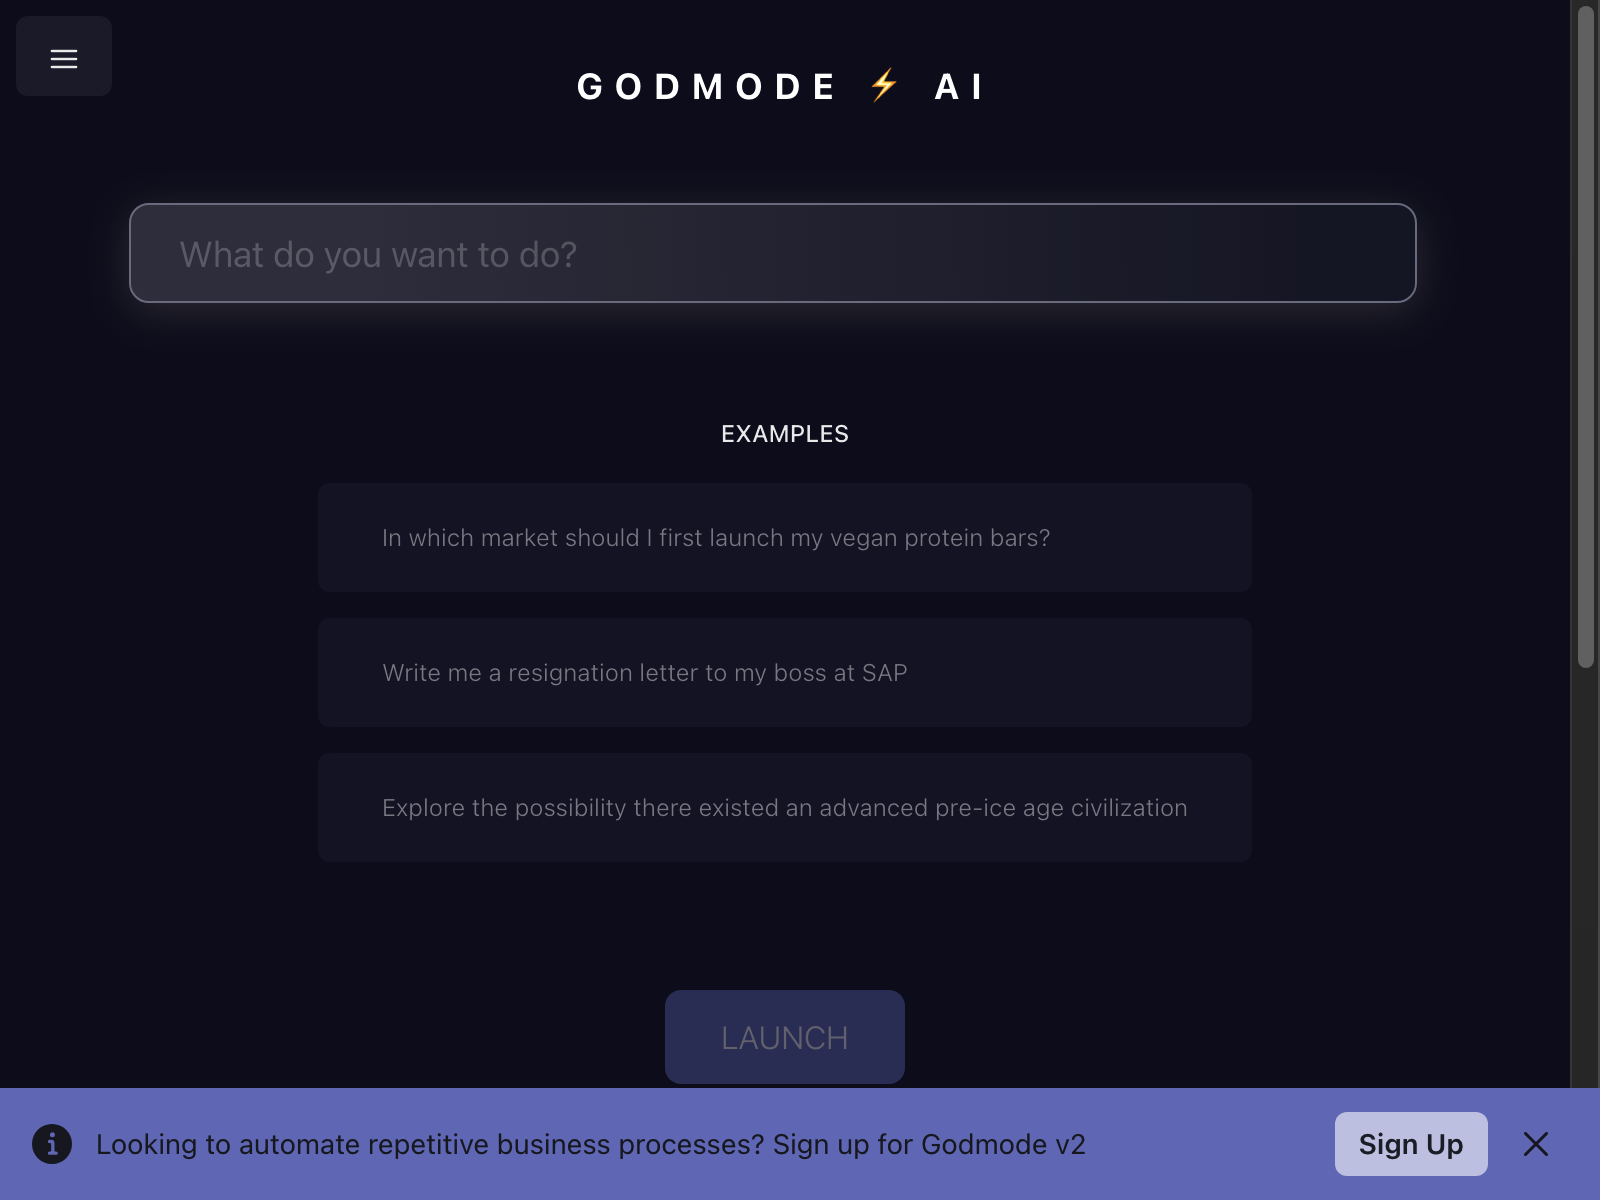 GODMODE ⚡ AI
What do you want to do?
EXAMPLES
In which market should I first launch my vegan protein bars?
Write me a resignation letter to my boss at SAP
Explore the possibility there existed an advanced pre-ice age civilization
LAUNCH
Looking to automate repetitive business processes? Sign up for Godmode v2
Sign Up